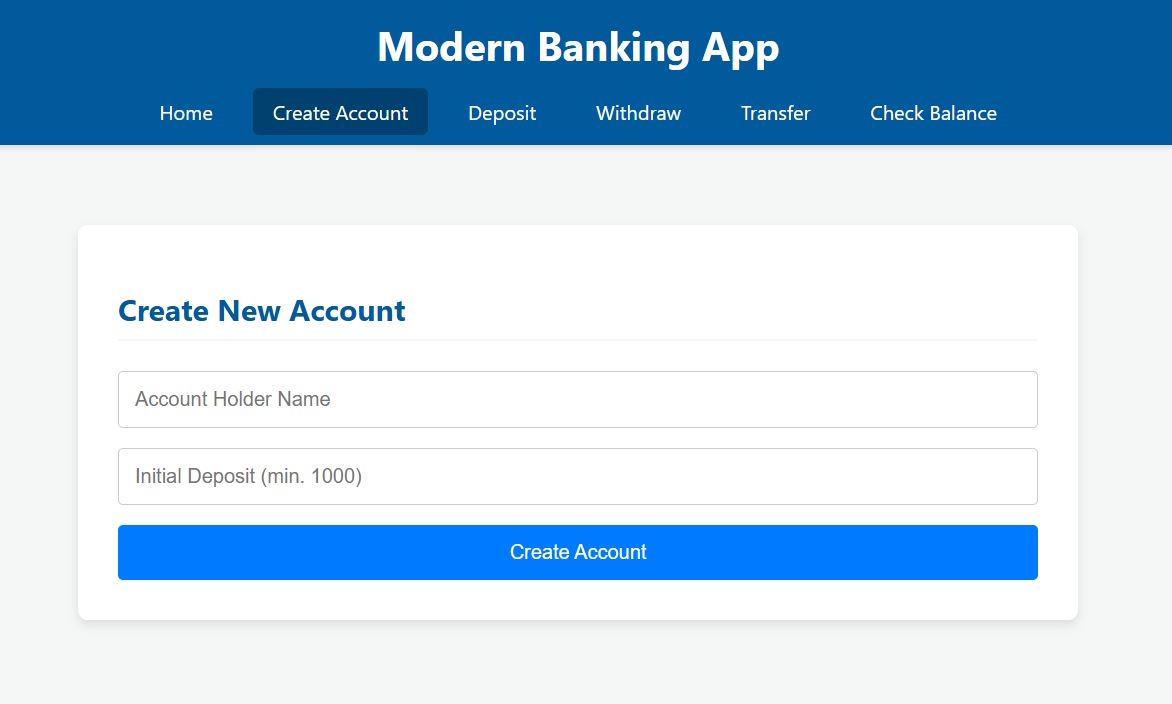 Modern Banking App
Home Create Account Deposit Withdraw Transfer Check Balance
Create New Account
Account Holder Name
Initial Deposit (min. 1000)
Create Account